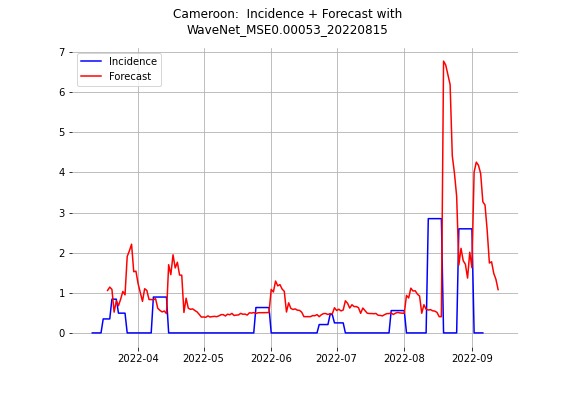 Cameroon:  Incidence + Forecast with
WaveNet_MSE0.00053_20220815
Incidence
Forecast
7
6
5
4
3
2
1
0
2022-04 2022-05 2022-06 2022-07 2022-08 2022-09